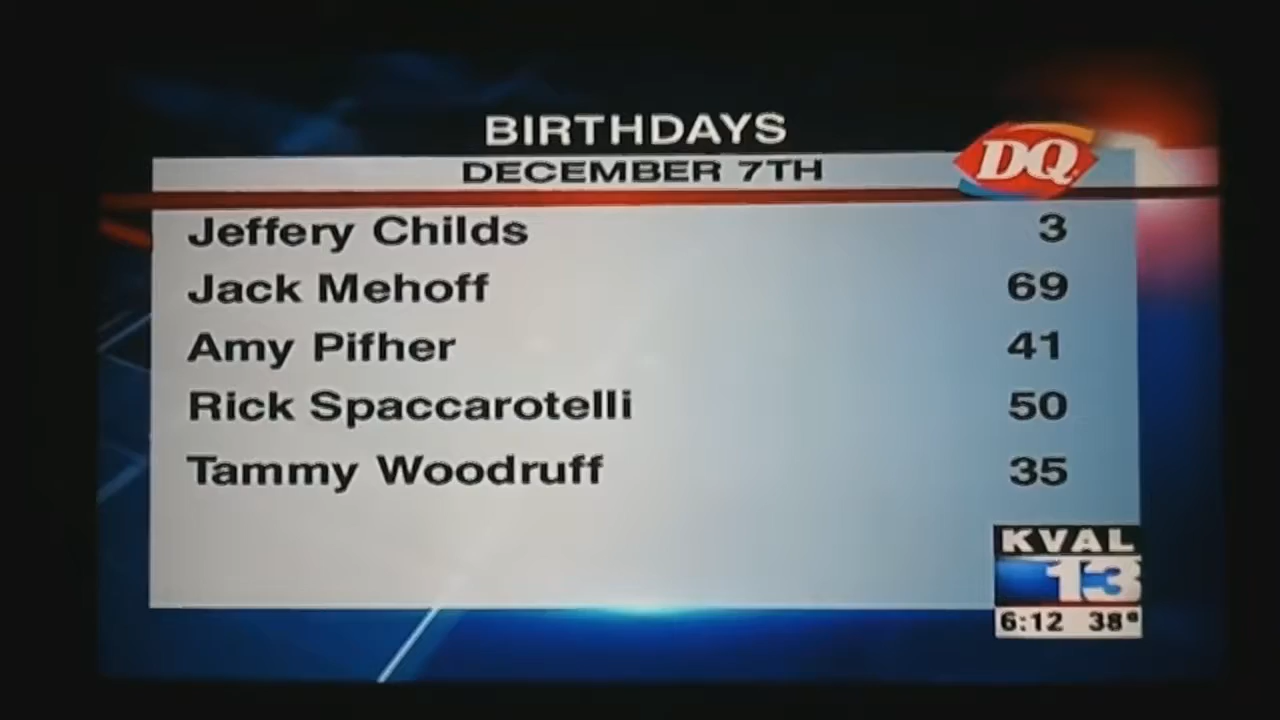 BIRTHDAYS
DECEMBER 7TH
DQ
Jeffery Childs 3
Jack Mehoff 69
Amy Pifher 41
Rick Spaccarotelli 50
Tammy Woodruff 35
KVAL
13
6:12 38°